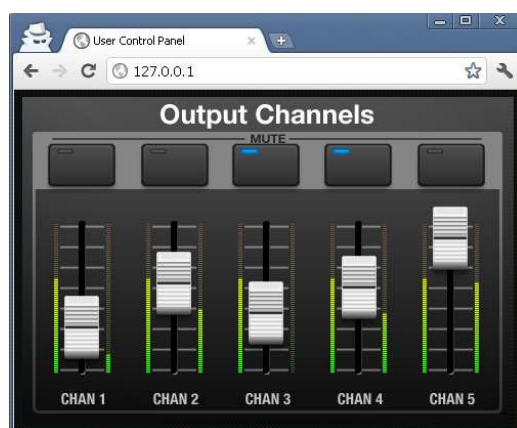 User Control Panel
127.0.0.1
Output Channels
MUTE
CHAN 1 CHAN 2 CHAN 3 CHAN 4 CHAN 5